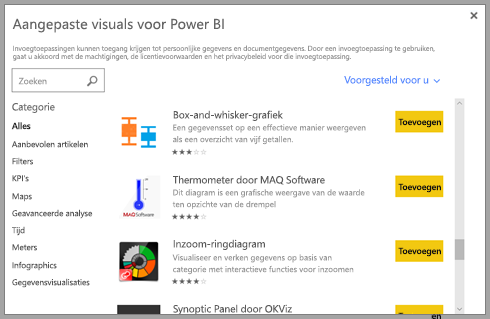 Aangepaste visuals voor Power BI
Invoegtoepassingen kunnen toegang krijgen tot persoonlijke gegevens en documentgegevens. Door een invoegtoepassing te gebruiken,
gaat u akkoord met de machtigingen, de licentievoorwaarden en het privacybeleid voor die invoegtoepassing.
Zoeken
Voorgesteld voor u
Categorie
Alles
Aanbevolen artikelen
Filters
KPI's
Maps
Geavanceerde analyse
Tijd
Meters
Infographics
Gegevensvisualisaties
Box-and-whisker-grafiek
Een gegevensset op een effectieve manier weergeven
als een overzicht van vijf getallen.
Toevoegen
MAQSoftware
Thermometer door MAQ Software
Dit diagram is een grafische weergave van de waarde
ten opzichte van de drempel
Toevoegen
Inzoom-ringdiagram
Visualiseer en verken gegevens op basis van
categorie met interactieve functies voor inzoomen
Toevoegen
Synoptic Panel door OKViz